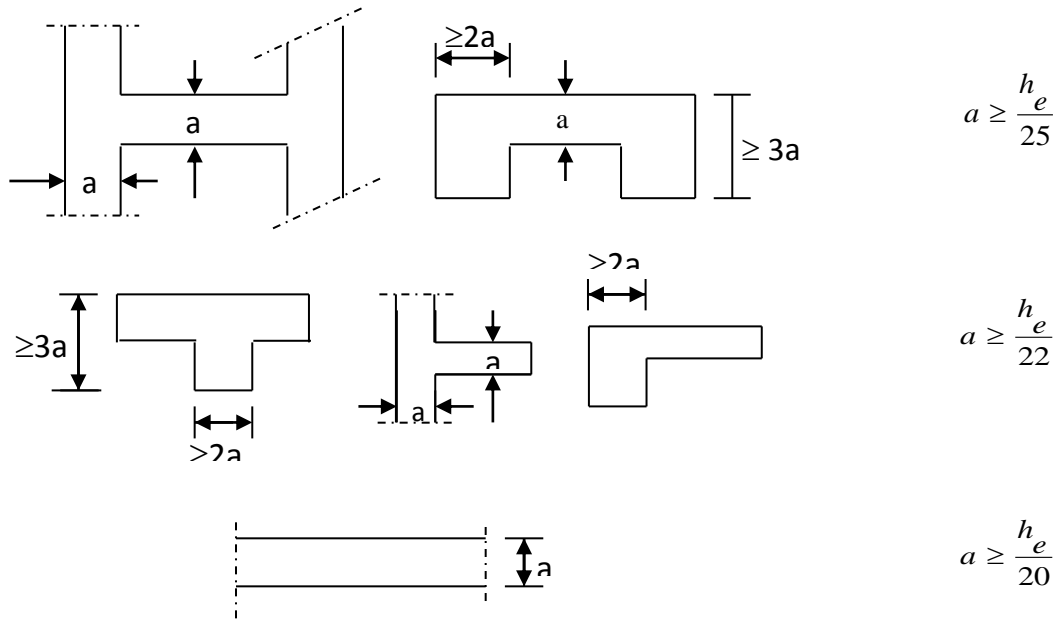 ≥2a
a
a
a
≥ 3a
a ≥ h_e/25
≥2a
≥3a
a
a
≥2a
a ≥ h_e/22
a
a ≥ h_e/20